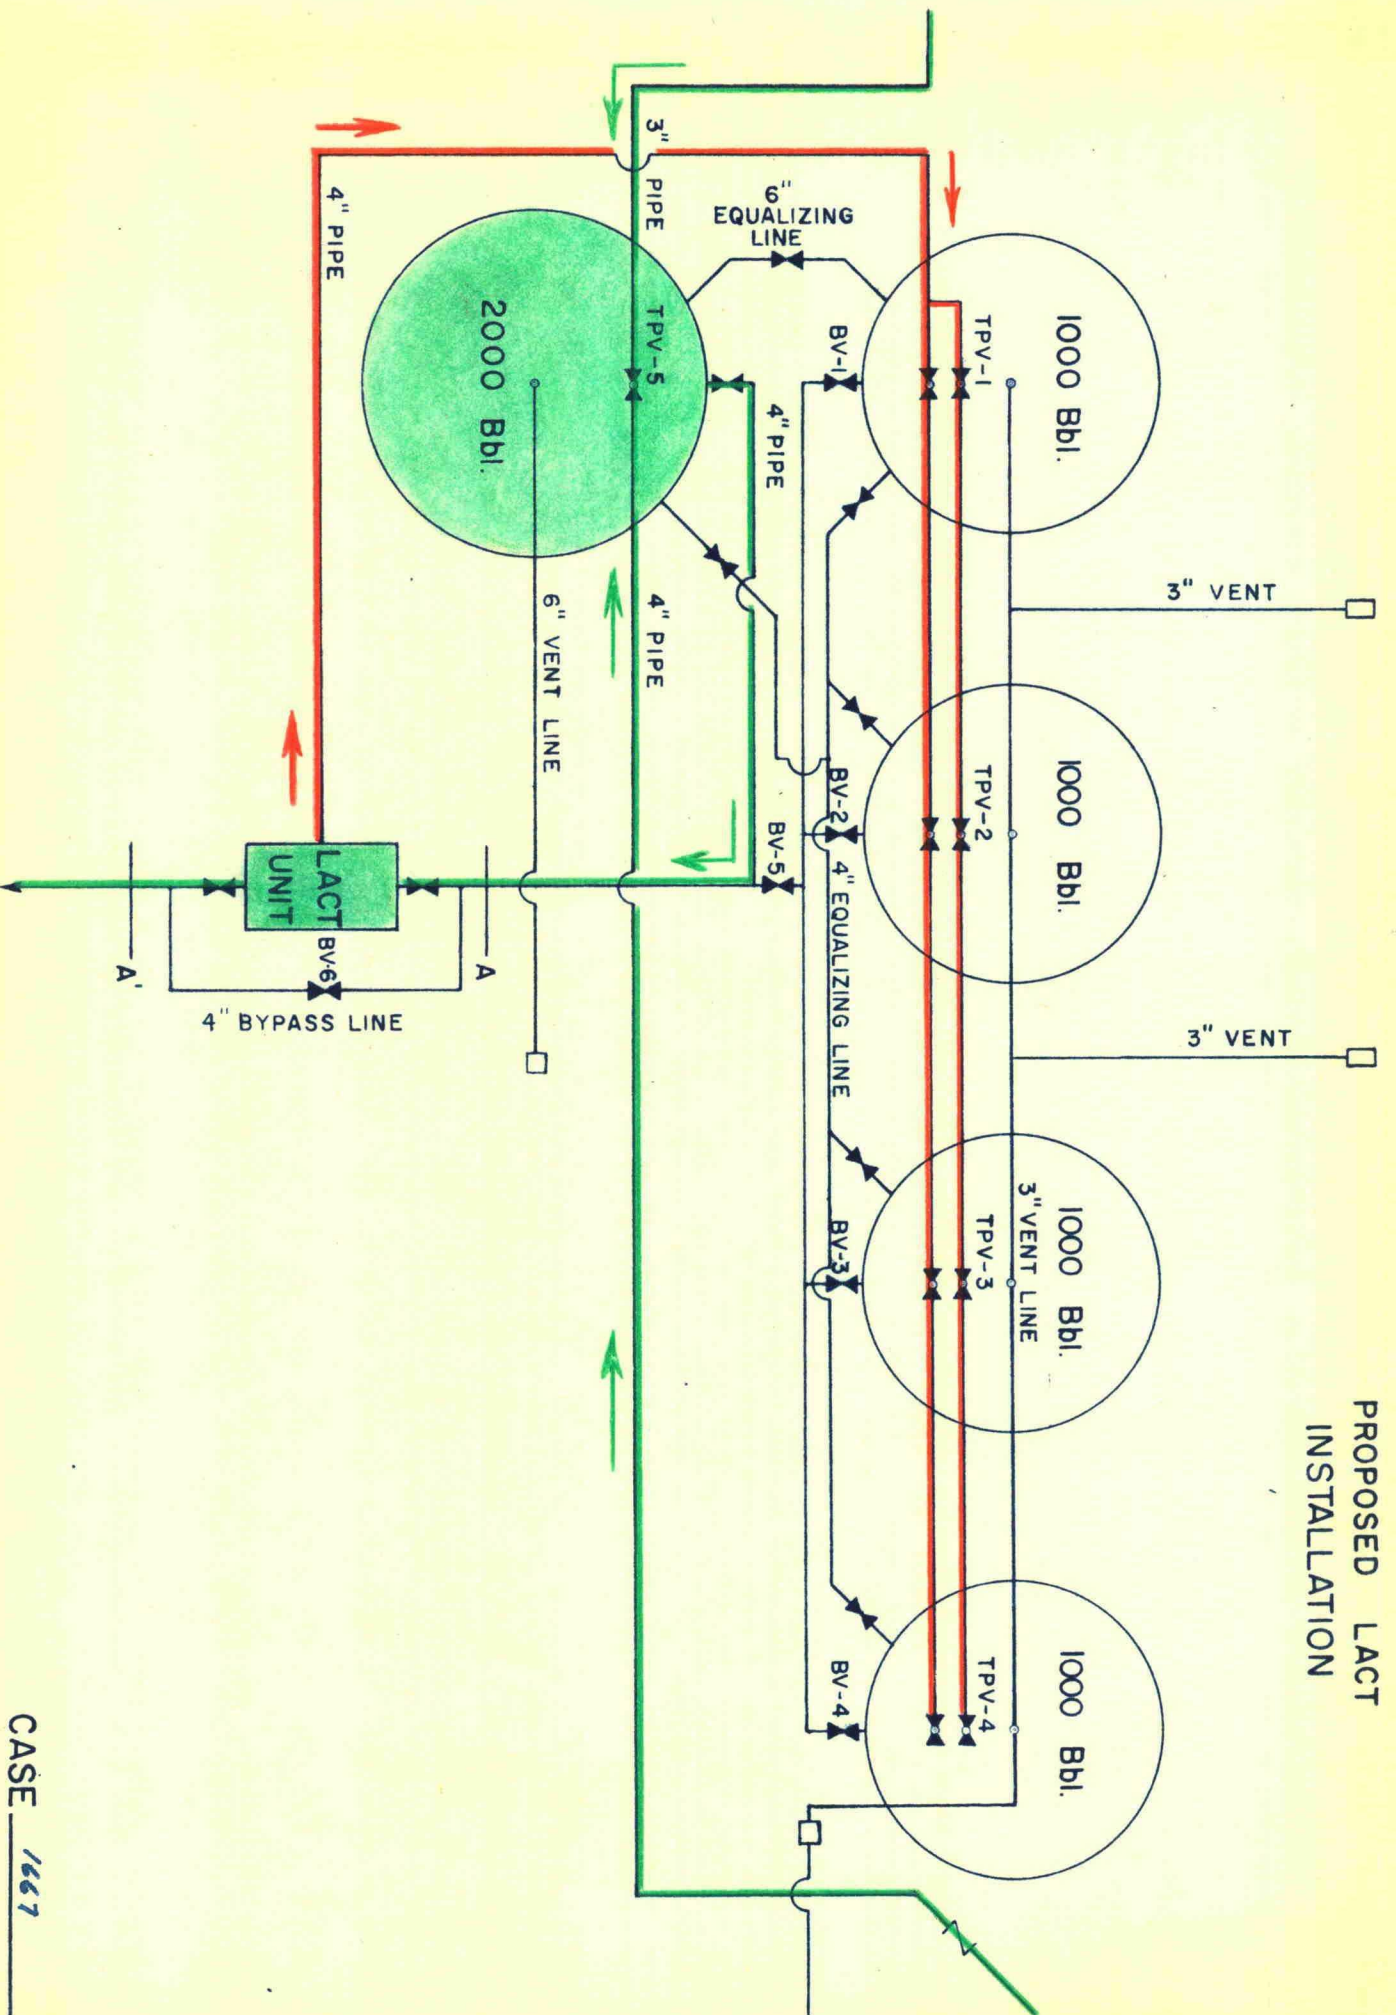 PROPOSED LACT
INSTALLATION
3" VENT
3" VENT
1000 Bbl.
1000 Bbl.
1000 Bbl.
1000 Bbl.
3" VENT LINE
TPV-1
TPV-2
TPV-3
TPV-4
6"
EQUALIZING
LINE
BV-1
BV-2
BV-3
BV-4
4" EQUALIZING LINE
4" PIPE
BV-5
3" PIPE
TPV-5
4" PIPE
2000 Bbl.
6" VENT LINE
4" PIPE
LACT
UNIT
BV-6
A
A'
4" BYPASS LINE
CASE 1667